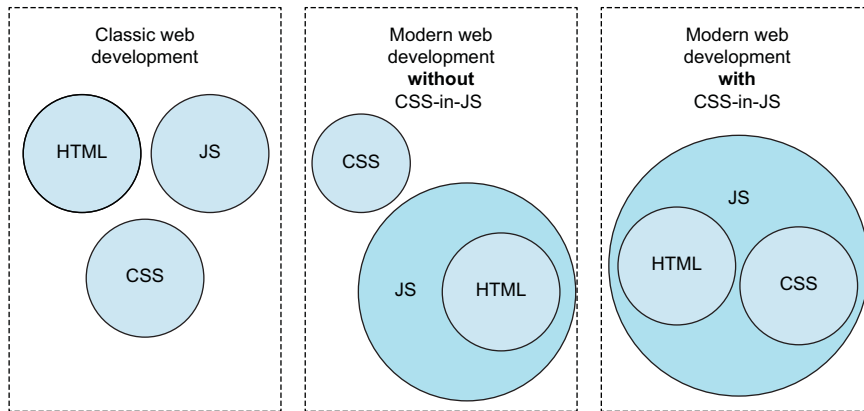 Classic web
development
HTML
JS
CSS
Modern web
development
without
CSS-in-JS
CSS
JS
HTML
Modern web
development
with
CSS-in-JS
JS
HTML
CSS